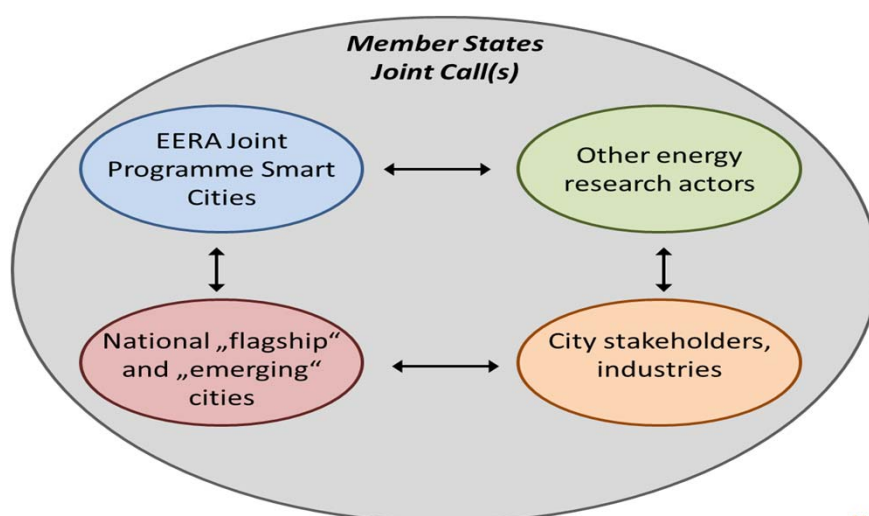 Member States
Joint Call(s)
EERA Joint
Programme Smart
Cities
Other energy
research actors
National „flagship“
and „emerging“
cities
City stakeholders,
industries